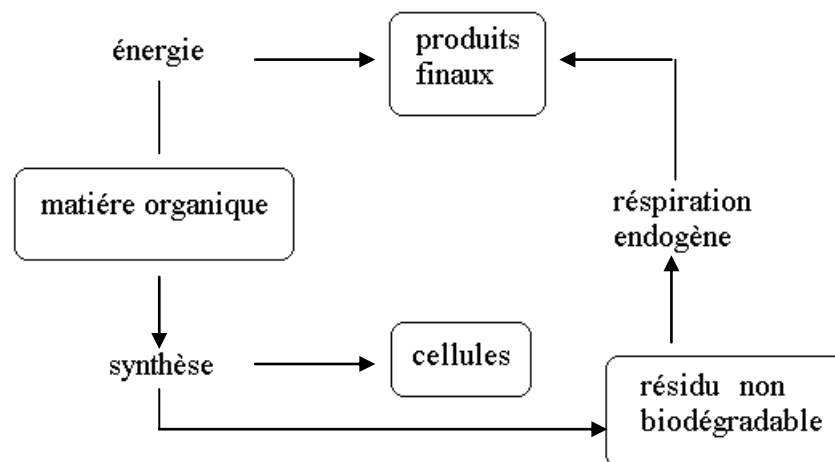 énergie
produits
finaux
matiére organique
réspiration
endogène
synthèse
cellules
résidu non
biodégradable